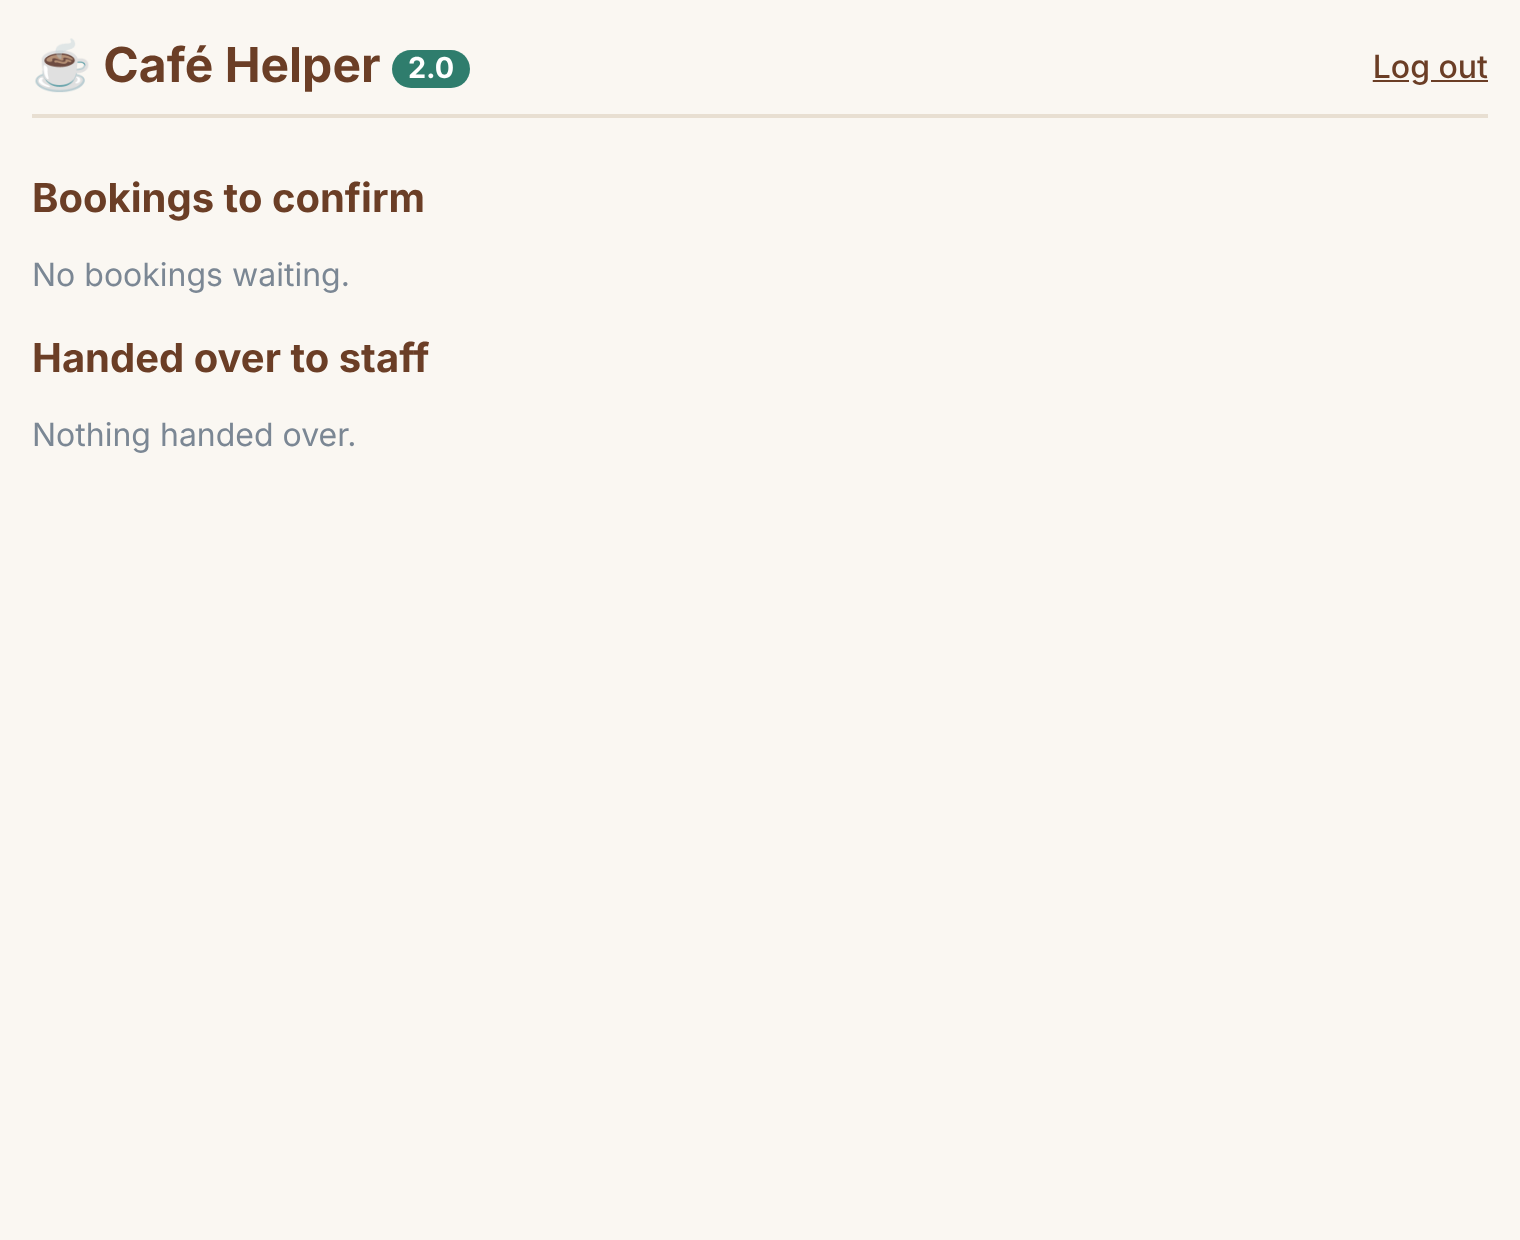 ☕ Café Helper 2.0
Log out
Bookings to confirm
No bookings waiting.
Handed over to staff
Nothing handed over.